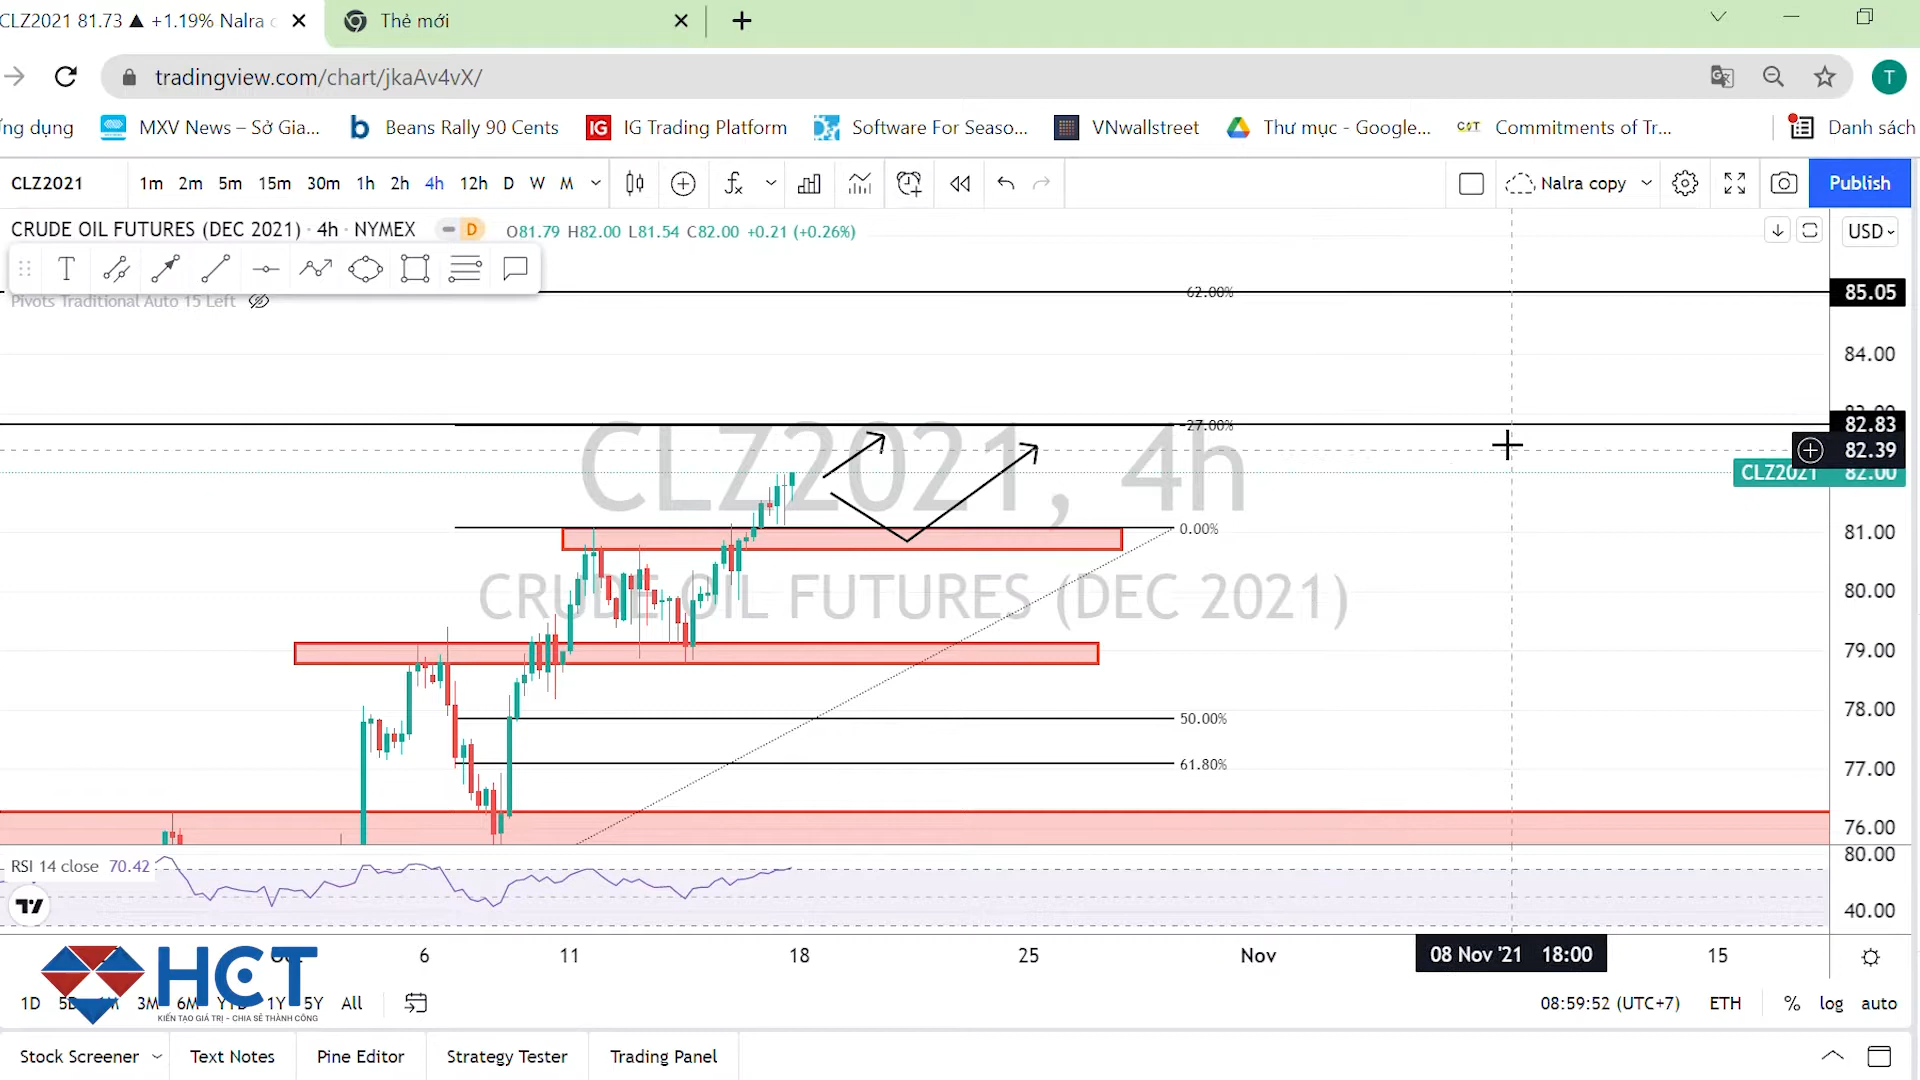 CLZ2021 81.73 ▲ +1.19% Nalra c
Thẻ mới
tradingview.com/chart/jkaAv4vX/
T
ng dụng
MXV News – Sở Gia...
Beans Rally 90 Cents
IG
IG Trading Platform
Software For Seaso...
VNwallstreet
Thư mục - Google...
COT
Commitments of Tr...
Danh sách
CLZ2021
1m 2m 5m 15m 30m 1h 2h 4h 12h D W M
Nalra copy
Publish
CRUDE OIL FUTURES (DEC 2021) · 4h · NYMEX
D
O81.79 H82.00 L81.54 C82.00 +0.21 (+0.26%)
USD
T
Pivots Traditional Auto 15 Left
62.00%
85.05
84.00
-27.00%
82.83
82.39
CLZ2021 82.00
CLZ2021, 4h
0.00%
81.00
CRUDE OIL FUTURES (DEC 2021)
80.00
79.00
50.00%
78.00
61.80%
77.00
76.00
RSI 14 close 70.42
80.00
40.00
6 11 18 25 Nov
08 Nov '21 18:00
15
HCT
KIẾN TẠO GIÁ TRỊ - CHIA SẺ THÀNH CÔNG
1D 3M 6M 1Y 5Y All
08:59:52 (UTC+7)
ETH
% log auto
Stock Screener
Text Notes
Pine Editor
Strategy Tester
Trading Panel